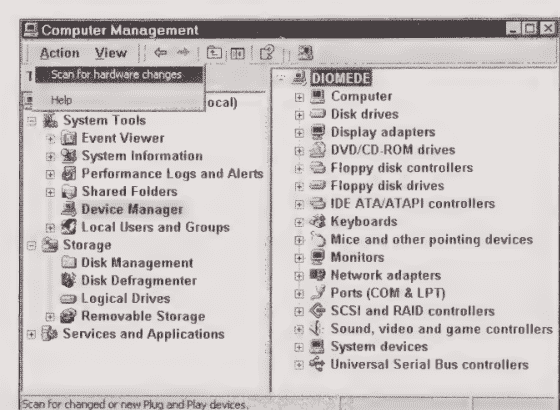 Computer Management
Action View
Scan for hardware changes
Help
ocal)
System Tools
Event Viewer
System Information
Performance Logs and Alerts
Shared Folders
Device Manager
Local Users and Groups
Storage
Disk Management
Disk Defragmenter
Logical Drives
Removable Storage
Services and Applications
DIOMEDE
Computer
Disk drives
Display adapters
DVD/CD-ROM drives
Floppy disk controllers
Floppy disk drives
IDE ATA/ATAPI controllers
Keyboards
Mice and other pointing devices
Monitors
Network adapters
Ports (COM & LPT)
SCSI and RAID controllers
Sound, video and game controllers
System devices
Universal Serial Bus controllers
Scan for changed or new Plug and Play devices.